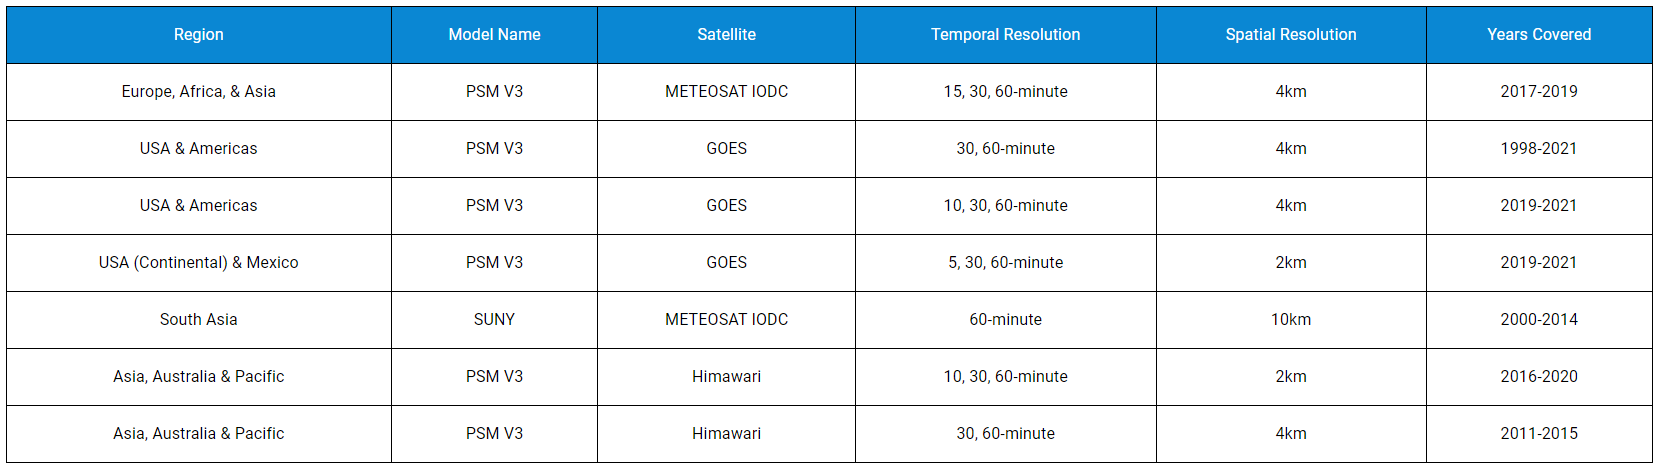 Region Model Name Satellite Temporal Resolution Spatial Resolution Years Covered
Europe, Africa, & Asia PSM V3 METEOSAT IODC 15, 30, 60-minute 4km 2017-2019
USA & Americas PSM V3 GOES 30, 60-minute 4km 1998-2021
USA & Americas PSM V3 GOES 10, 30, 60-minute 4km 2019-2021
USA (Continental) & Mexico PSM V3 GOES 5, 30, 60-minute 2km 2019-2021
South Asia SUNY METEOSAT IODC 60-minute 10km 2000-2014
Asia, Australia & Pacific PSM V3 Himawari 10, 30, 60-minute 2km 2016-2020
Asia, Australia & Pacific PSM V3 Himawari 30, 60-minute 4km 2011-2015